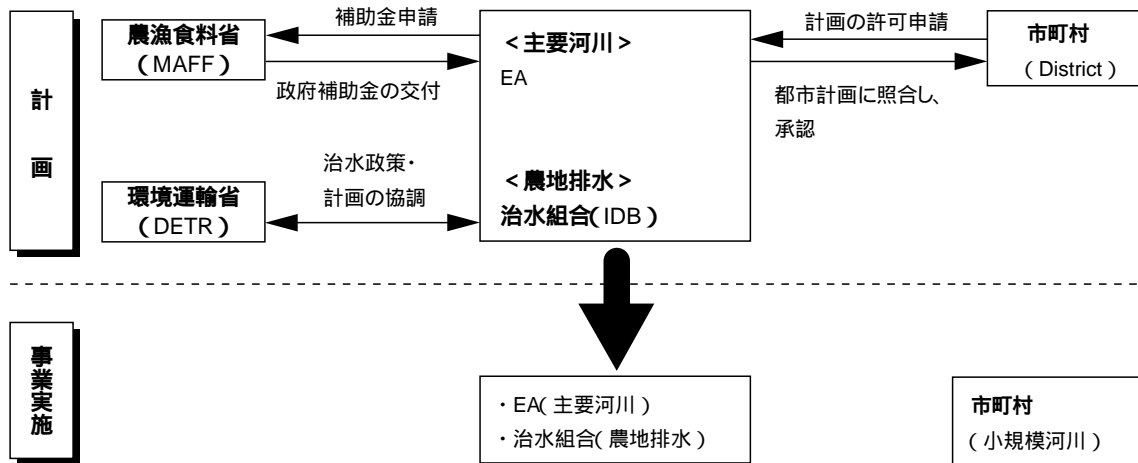 計画
農漁食料省
(MAFF)
補助金申請
政府補助金の交付
環境運輸省
(DETR)
治水政策・
計画の協調
<主要河川>
EA
<農地排水>
治水組合(IDB)
計画の許可申請
都市計画に照合し、
承認
市町村
(District)
事業実施
・EA(主要河川)
・治水組合(農地排水)
市町村
(小規模河川)